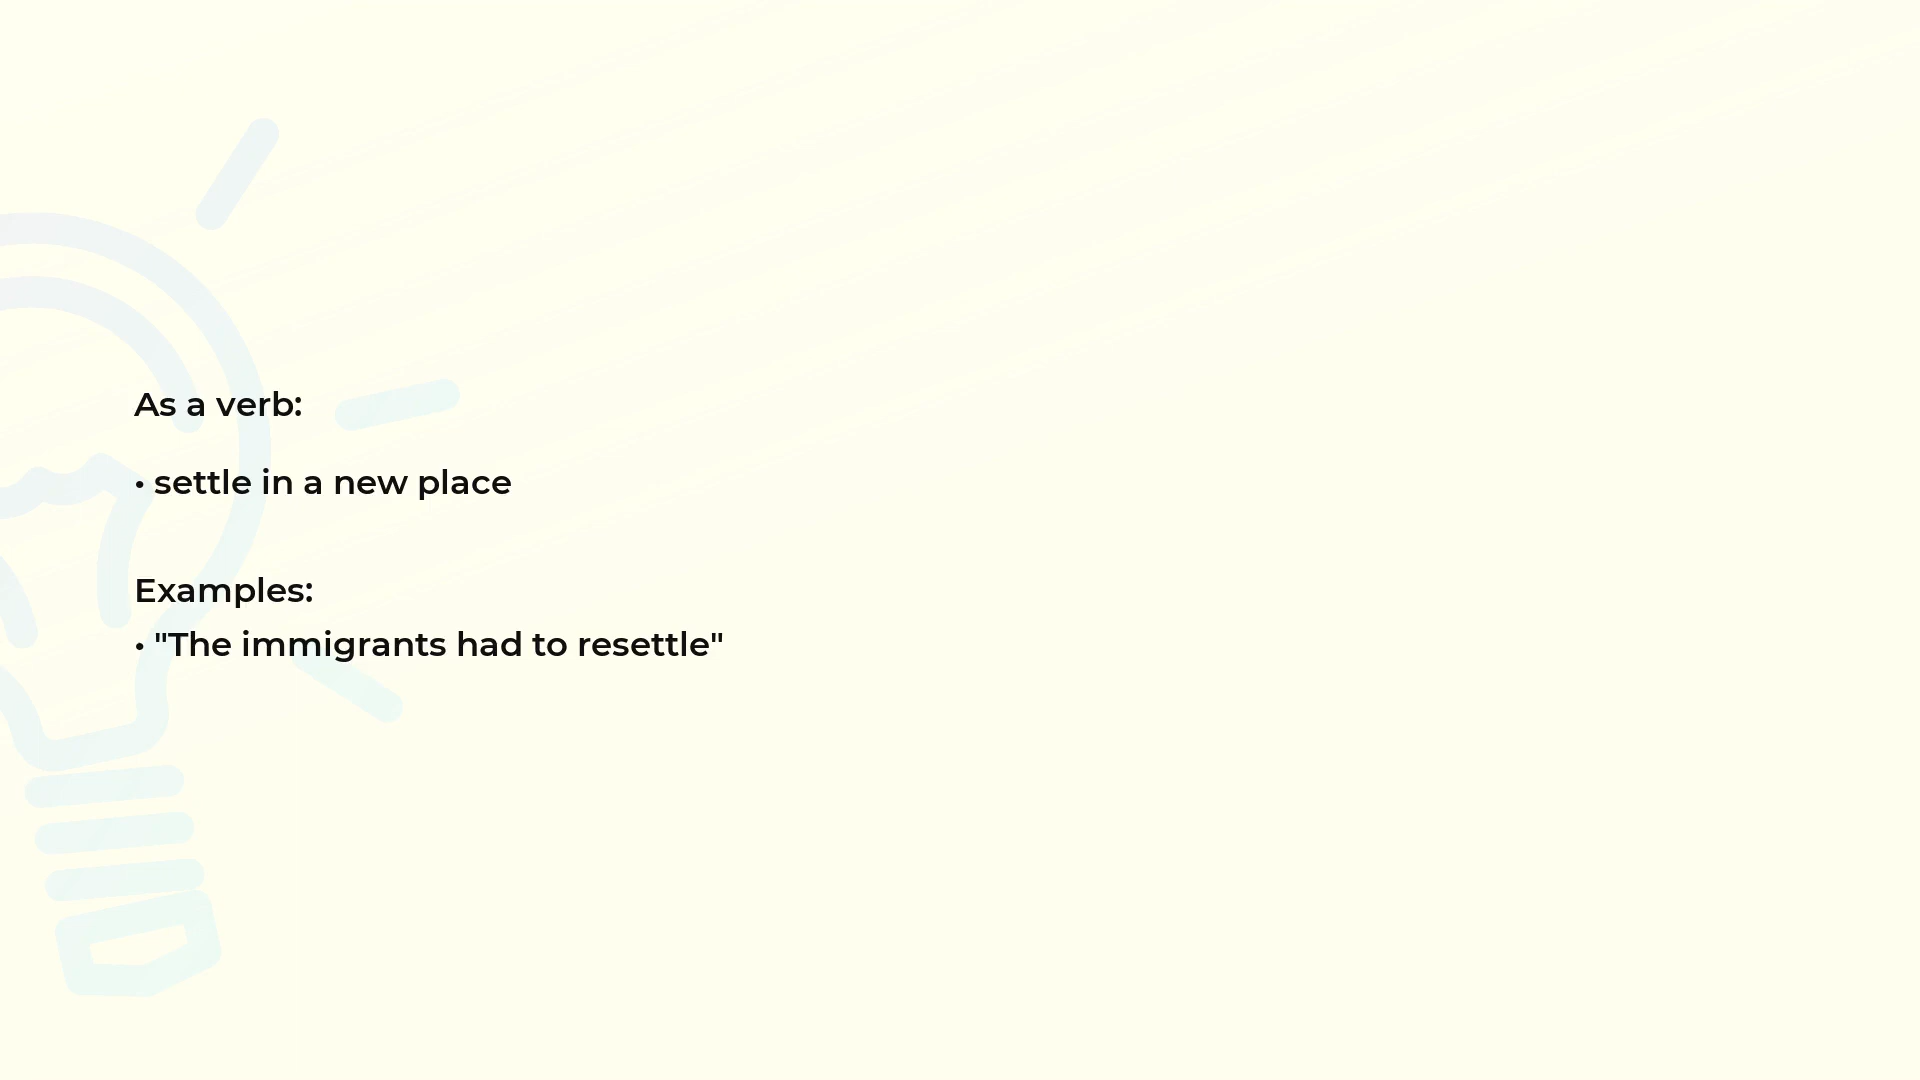 As a verb:
• settle in a new place
Examples:
• "The immigrants had to resettle"